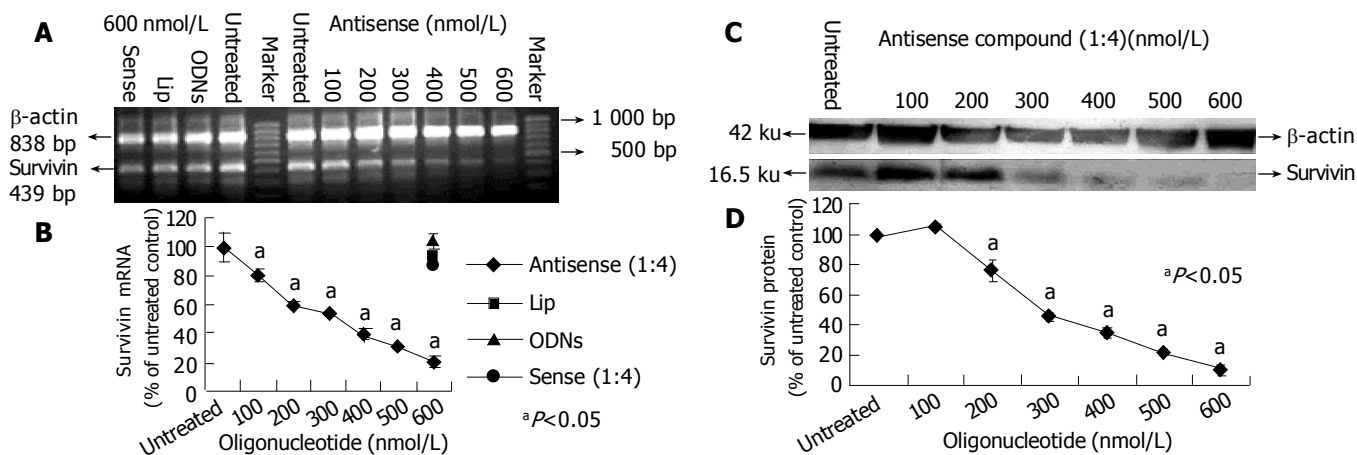 A
600 nmol/L
Sense
Lip
ODNs
Untreated
Marker
Antisense (nmol/L)
Untreated
100
200
300
400
500
600
Marker
β-actin
838 bp
Survivin
439 bp
1 000 bp
500 bp
B
Survivin mRNA
(% of untreated control)
120
100
80
60
40
20
0
a
a
a
a
a
a
Untreated
100
200
300
400
500
600
Oligonucleotide (nmol/L)
Antisense (1:4)
Lip
ODNs
Sense (1:4)
aP<0.05
C
Untreated
Antisense compound (1:4)(nmol/L)
100 200 300 400 500 600
42 ku
β-actin
16.5 ku
Survivin
D
Survivin protein
(% of untreated control)
120
100
80
60
40
20
0
a
a
a
a
a
aP<0.05
Untreated
100
200
300
400
500
600
Oligonucleotide (nmol/L)